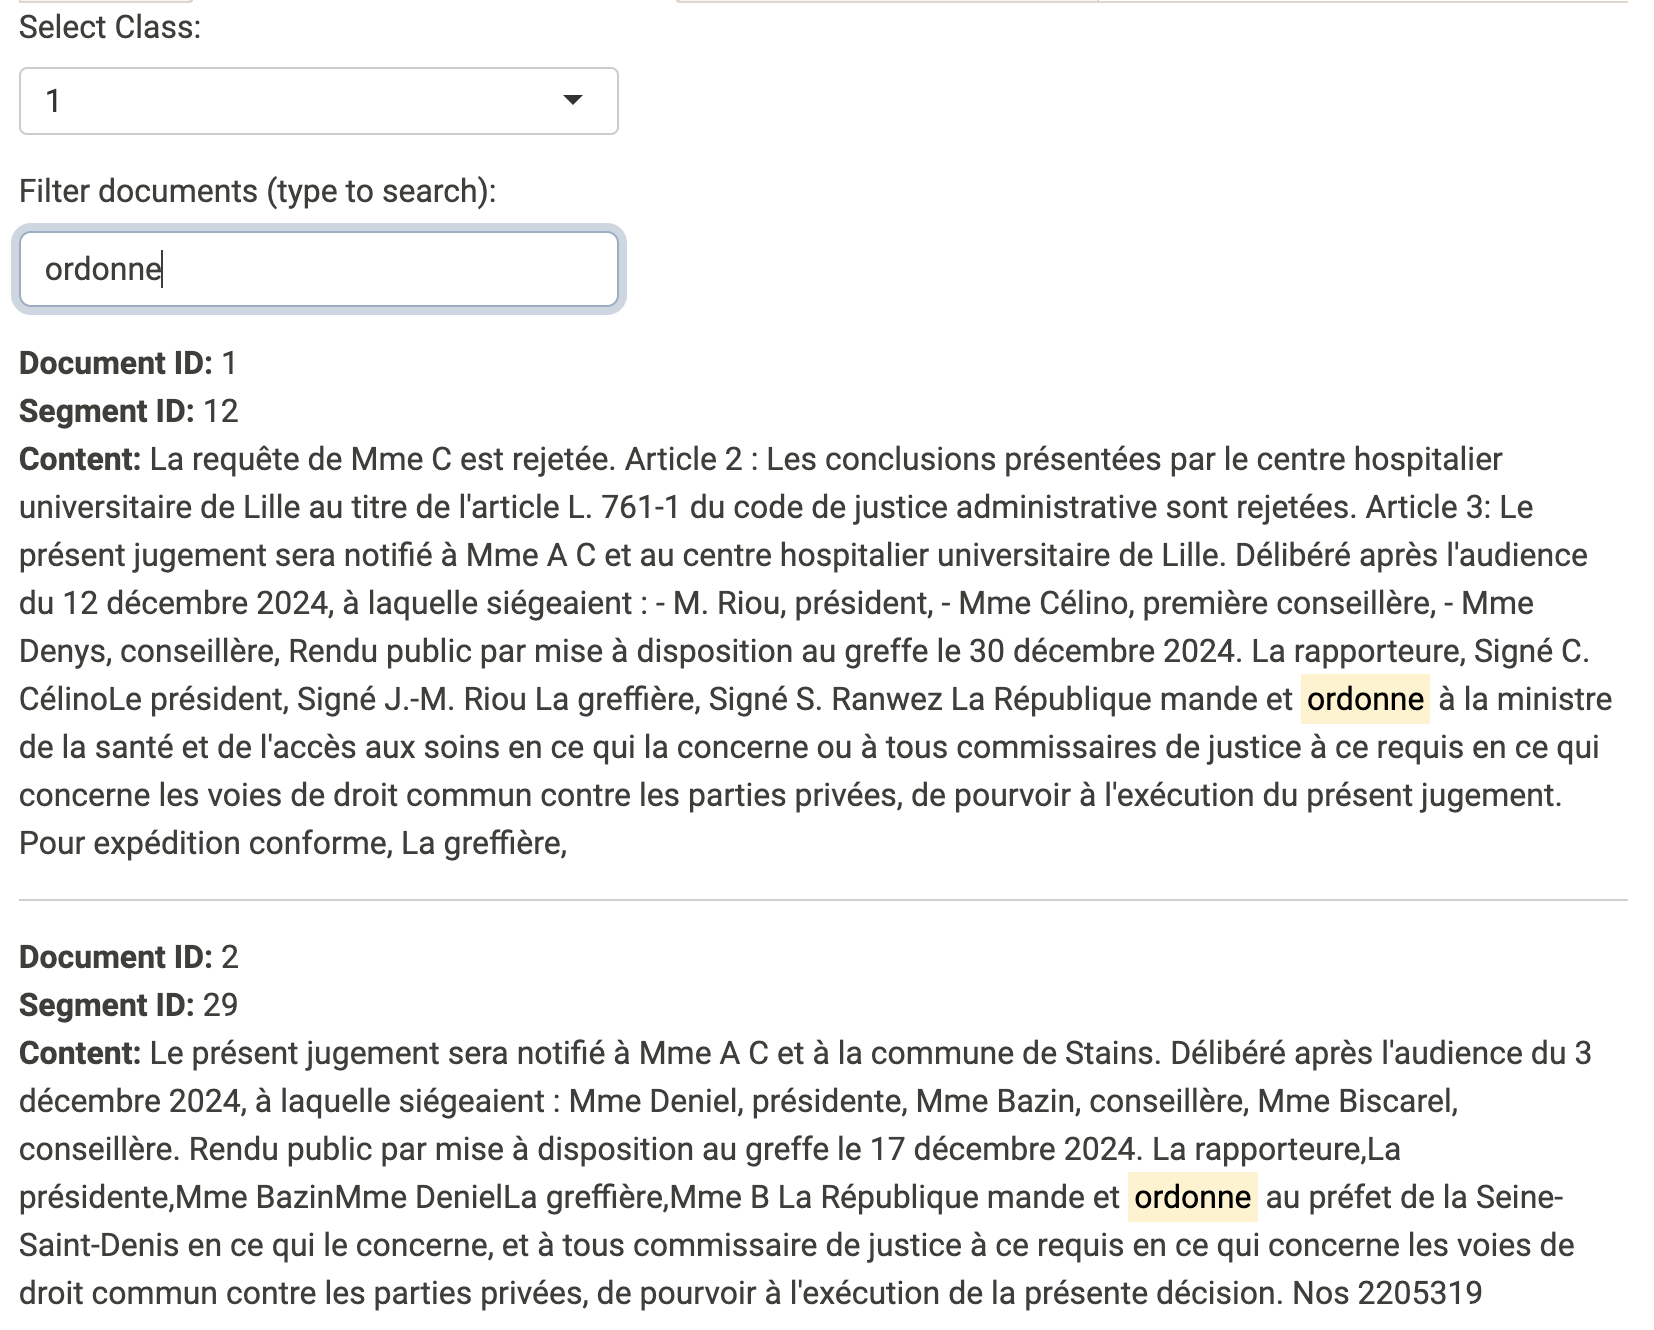 Select Class:
1
Filter documents (type to search):
ordonne
Document ID: 1
Segment ID: 12
Content: La requête de Mme C est rejetée. Article 2 : Les conclusions présentées par le centre hospitalier
universitaire de Lille au titre de l'article L. 761-1 du code de justice administrative sont rejetées. Article 3: Le
présent jugement sera notifié à Mme A C et au centre hospitalier universitaire de Lille. Délibéré après l'audience
du 12 décembre 2024, à laquelle siégeaient : - M. Riou, président, - Mme Célino, première conseillère, - Mme
Denys, conseillère, Rendu public par mise à disposition au greffe le 30 décembre 2024. La rapporteure, Signé C.
CélinoLe président, Signé J.-M. Riou La greffière, Signé S. Ranwez La République mande et ordonne à la ministre
de la santé et de l'accès aux soins en ce qui la concerne ou à tous commissaires de justice à ce requis en ce qui
concerne les voies de droit commun contre les parties privées, de pourvoir à l'exécution du présent jugement.
Pour expédition conforme, La greffière,
Document ID: 2
Segment ID: 29
Content: Le présent jugement sera notifié à Mme A C et à la commune de Stains. Délibéré après l'audience du 3
décembre 2024, à laquelle siégeaient : Mme Deniel, présidente, Mme Bazin, conseillère, Mme Biscarel,
conseillère. Rendu public par mise à disposition au greffe le 17 décembre 2024. La rapporteure,La
présidente,Mme BazinMme DenielLa greffière,Mme B La République mande et ordonne au préfet de la Seine-
Saint-Denis en ce qui le concerne, et à tous commissaire de justice à ce requis en ce qui concerne les voies de
droit commun contre les parties privées, de pourvoir à l'exécution de la présente décision. Nos 2205319